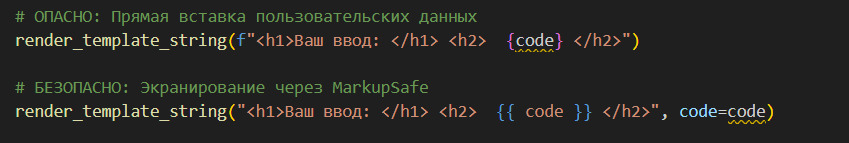 # ОПАСНО: Прямая вставка пользовательских данных
render_template_string(f"<h1>Ваш ввод: </h1> <h2>  {code} </h2>")
# БЕЗОПАСНО: Экранирование через MarkupSafe
render_template_string("<h1>Ваш ввод: </h1> <h2>  {{ code }} </h2>", code=code)